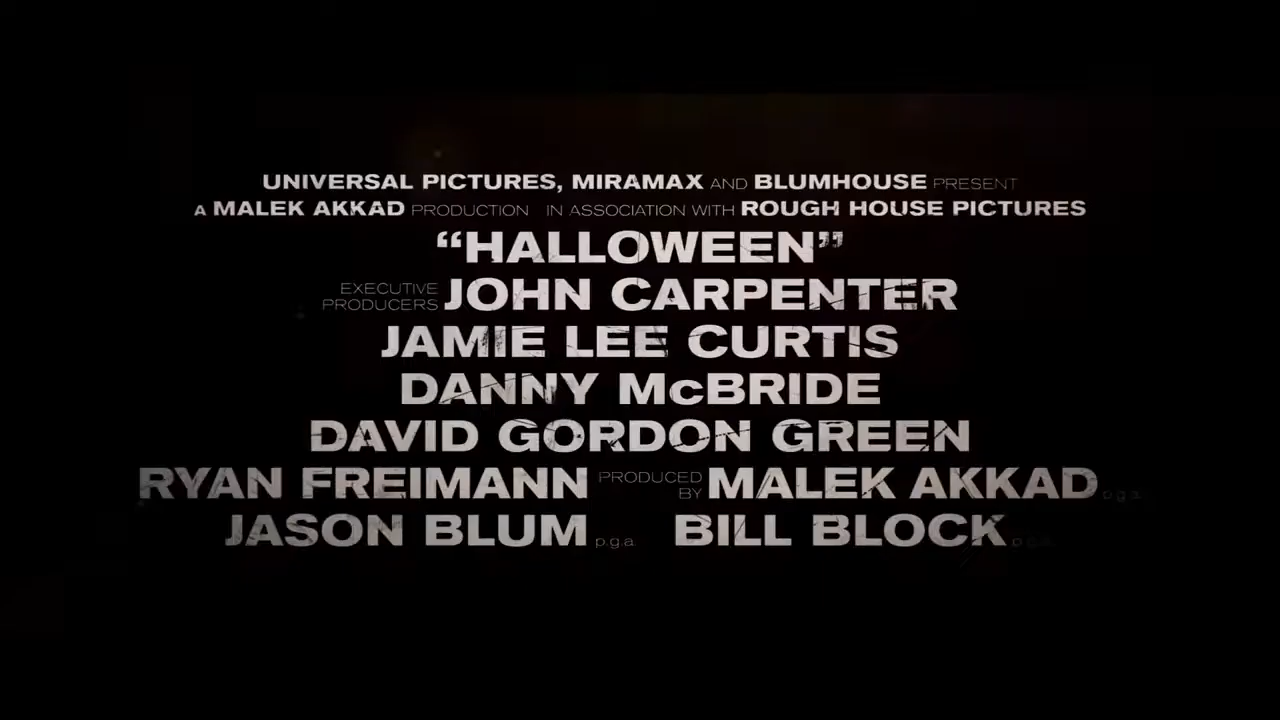 UNIVERSAL PICTURES, MIRAMAX AND BLUMHOUSE PRESENT
A MALEK AKKAD PRODUCTION IN ASSOCIATION WITH ROUGH HOUSE PICTURES
“HALLOWEEN”
EXECUTIVE PRODUCERS JOHN CARPENTER
JAMIE LEE CURTIS
DANNY McBRIDE
DAVID GORDON GREEN
RYAN FREIMANN PRODUCED BY MALEK AKKAD p.g.a.
JASON BLUM p.g.a. BILL BLOCK p.g.a.